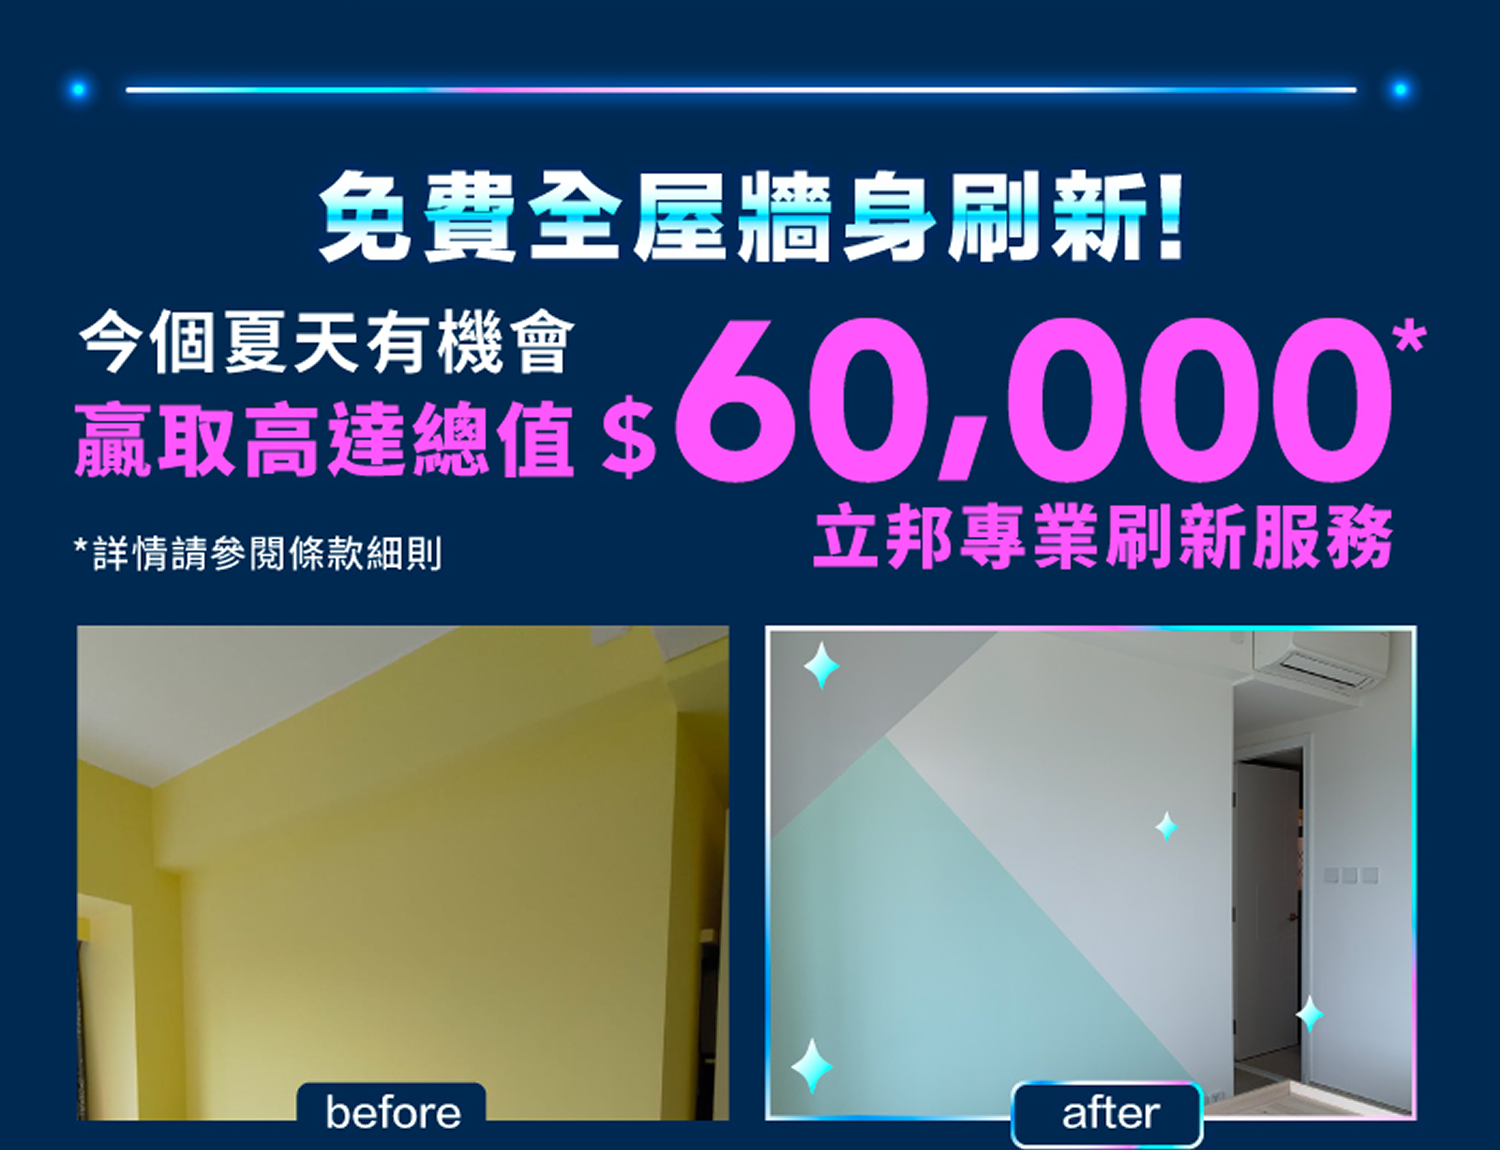 免費全屋牆身刷新!
今個夏天有機會
贏取高達總值 $60,000*
立邦專業刷新服務
*詳情請參閱條款細則
before
after